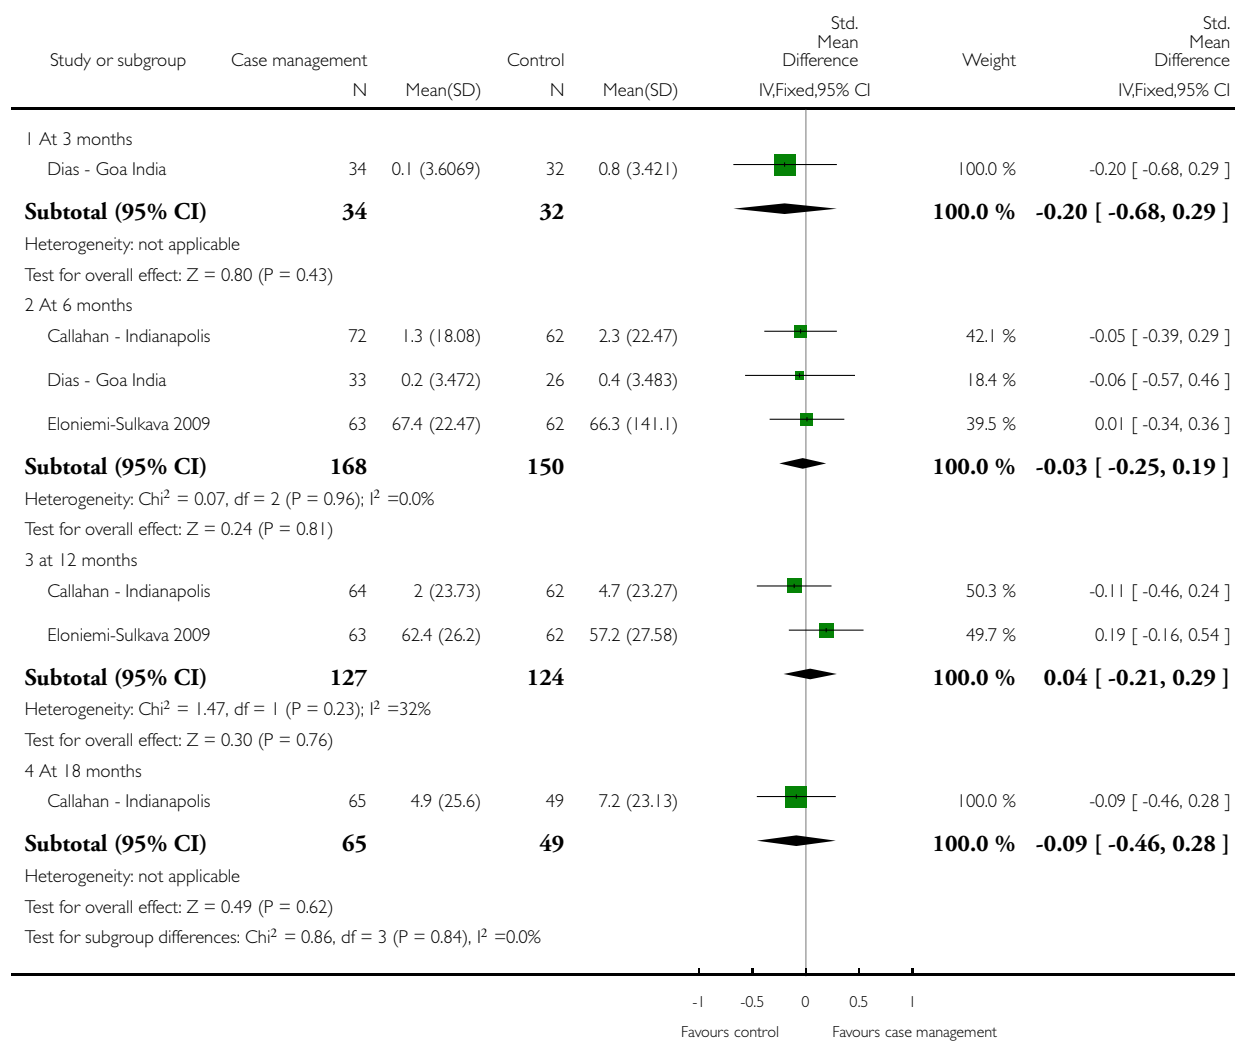 Std. Mean Difference Std. Mean Difference
Study or subgroup Case management Control Weight
N Mean(SD) N Mean(SD) IV,Fixed,95% CI IV,Fixed,95% CI
1 At 3 months
Dias - Goa India 34 0.1 (3.6069) 32 0.8 (3.421) 100.0 % -0.20 [ -0.68, 0.29 ]
Subtotal (95% CI) 34 32 100.0 % -0.20 [ -0.68, 0.29 ]
Heterogeneity: not applicable
Test for overall effect: Z = 0.80 (P = 0.43)
2 At 6 months
Callahan - Indianapolis 72 1.3 (18.08) 62 2.3 (22.47) 42.1 % -0.05 [ -0.39, 0.29 ]
Dias - Goa India 33 0.2 (3.472) 26 0.4 (3.483) 18.4 % -0.06 [ -0.57, 0.46 ]
Eloniemi-Sulkava 2009 63 67.4 (22.47) 62 66.3 (141.1) 39.5 % 0.01 [ -0.34, 0.36 ]
Subtotal (95% CI) 168 150 100.0 % -0.03 [ -0.25, 0.19 ]
Heterogeneity: Chi² = 0.07, df = 2 (P = 0.96); I² =0.0%
Test for overall effect: Z = 0.24 (P = 0.81)
3 at 12 months
Callahan - Indianapolis 64 2 (23.73) 62 4.7 (23.27) 50.3 % -0.11 [ -0.46, 0.24 ]
Eloniemi-Sulkava 2009 63 62.4 (26.2) 62 57.2 (27.58) 49.7 % 0.19 [ -0.16, 0.54 ]
Subtotal (95% CI) 127 124 100.0 % 0.04 [ -0.21, 0.29 ]
Heterogeneity: Chi² = 1.47, df = 1 (P = 0.23); I² =32%
Test for overall effect: Z = 0.30 (P = 0.76)
4 At 18 months
Callahan - Indianapolis 65 4.9 (25.6) 49 7.2 (23.13) 100.0 % -0.09 [ -0.46, 0.28 ]
Subtotal (95% CI) 65 49 100.0 % -0.09 [ -0.46, 0.28 ]
Heterogeneity: not applicable
Test for overall effect: Z = 0.49 (P = 0.62)
Test for subgroup differences: Chi² = 0.86, df = 3 (P = 0.84), I² =0.0%
-1 -0.5 0 0.5 1
Favours control Favours case management